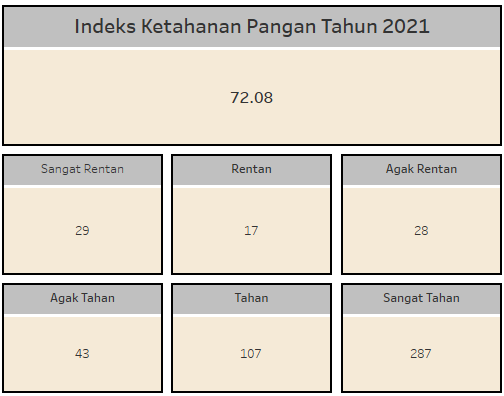 Indeks Ketahanan Pangan Tahun 2021
72.08
Sangat Rentan
Rentan
Agak Rentan
29
17
28
Agak Tahan
Tahan
Sangat Tahan
43
107
287